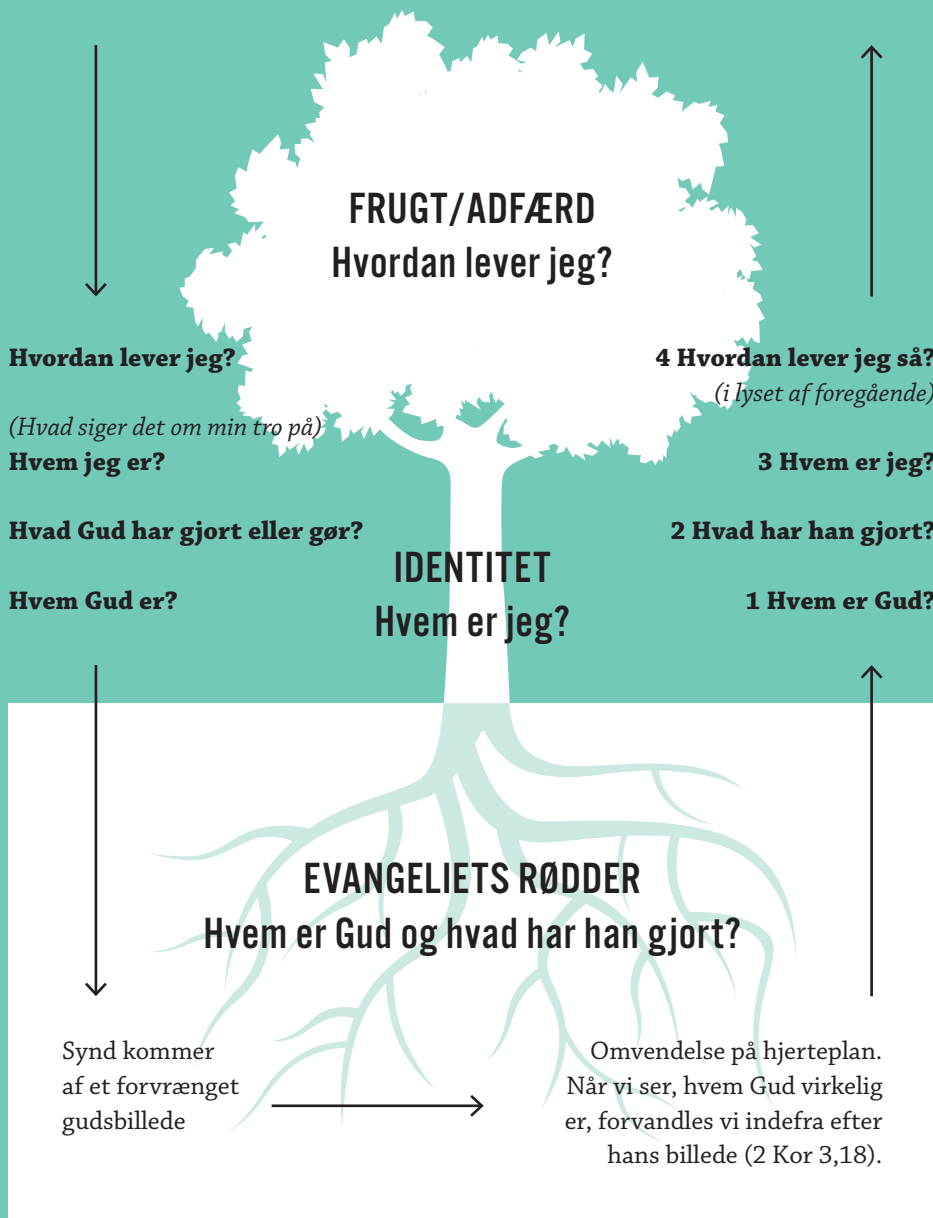 FRUGT/ADFÆRD
Hvordan lever jeg?
Hvordan lever jeg?
(Hvad siger det om min tro på)
Hvem jeg er?
Hvad Gud har gjort eller gør?
Hvem Gud er?
4 Hvordan lever jeg så?
(i lyset af foregående)
3 Hvem er jeg?
2 Hvad har han gjort?
1 Hvem er Gud?
IDENTITET
Hvem er jeg?
EVANGELIETS RØDDER
Hvem er Gud og hvad har han gjort?
Synd kommer
af et forvrænget
gudsbillede
Omvendelse på hjerteplan.
Når vi ser, hvem Gud virkelig
er, forvandles vi indefra efter
hans billede (2 Kor 3,18).